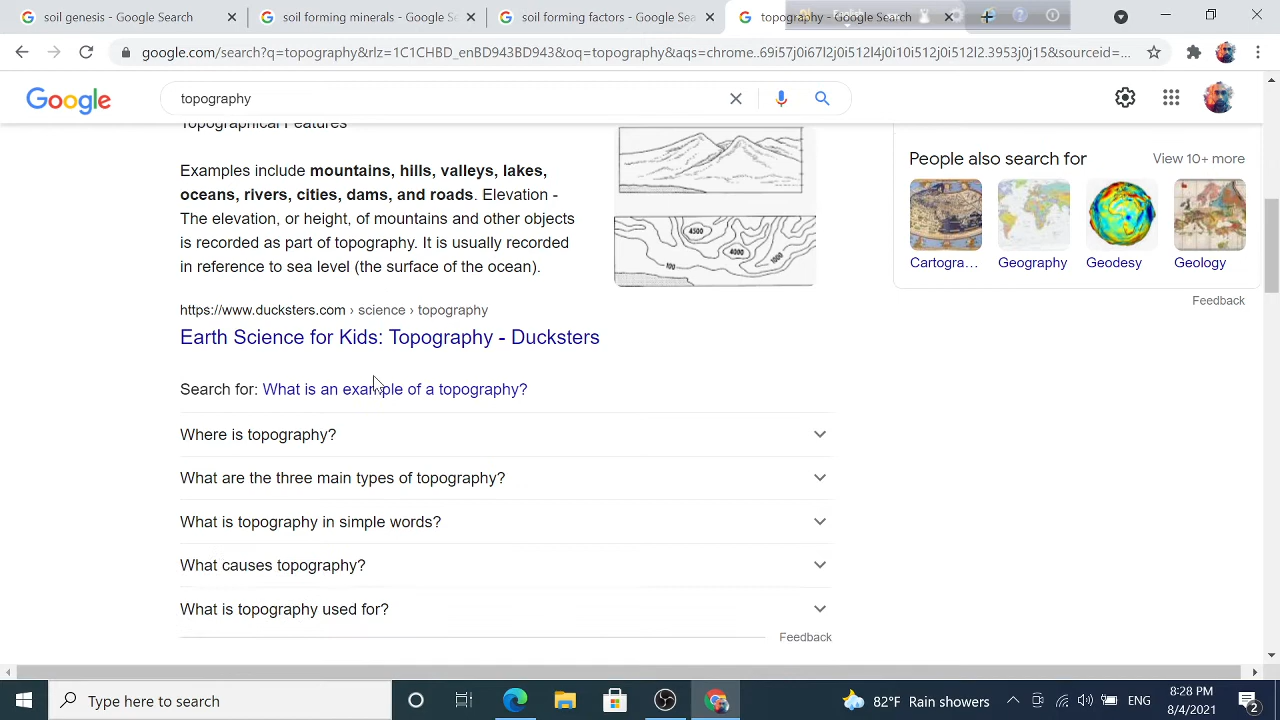 soil genesis - Google Search
soil forming minerals - Google S
soil forming factors - Google Sea
topography - Google Search
google.com/search?q=topography&rlz=1C1CHBD_enBD943BD943&oq=topography&aqs=chrome.69i57j0i67l2j0i512l4j0i10i512j0i512l2.3953j0j15&sourceid=...
Google
topography
Topographical Features
Examples include mountains, hills, valleys, lakes,
oceans, rivers, cities, dams, and roads. Elevation -
The elevation, or height, of mountains and other objects
is recorded as part of topography. It is usually recorded
in reference to sea level (the surface of the ocean).
4500
4000
1000
100
https://www.ducksters.com › science › topography
Earth Science for Kids: Topography - Ducksters
Search for: What is an example of a topography?
Where is topography?
What are the three main types of topography?
What is topography in simple words?
What causes topography?
What is topography used for?
Feedback
People also search for
View 10+ more
Cartogra...
Geography
Geodesy
Geology
Feedback
Type here to search
82°F Rain showers
ENG
8:28 PM
8/4/2021
2